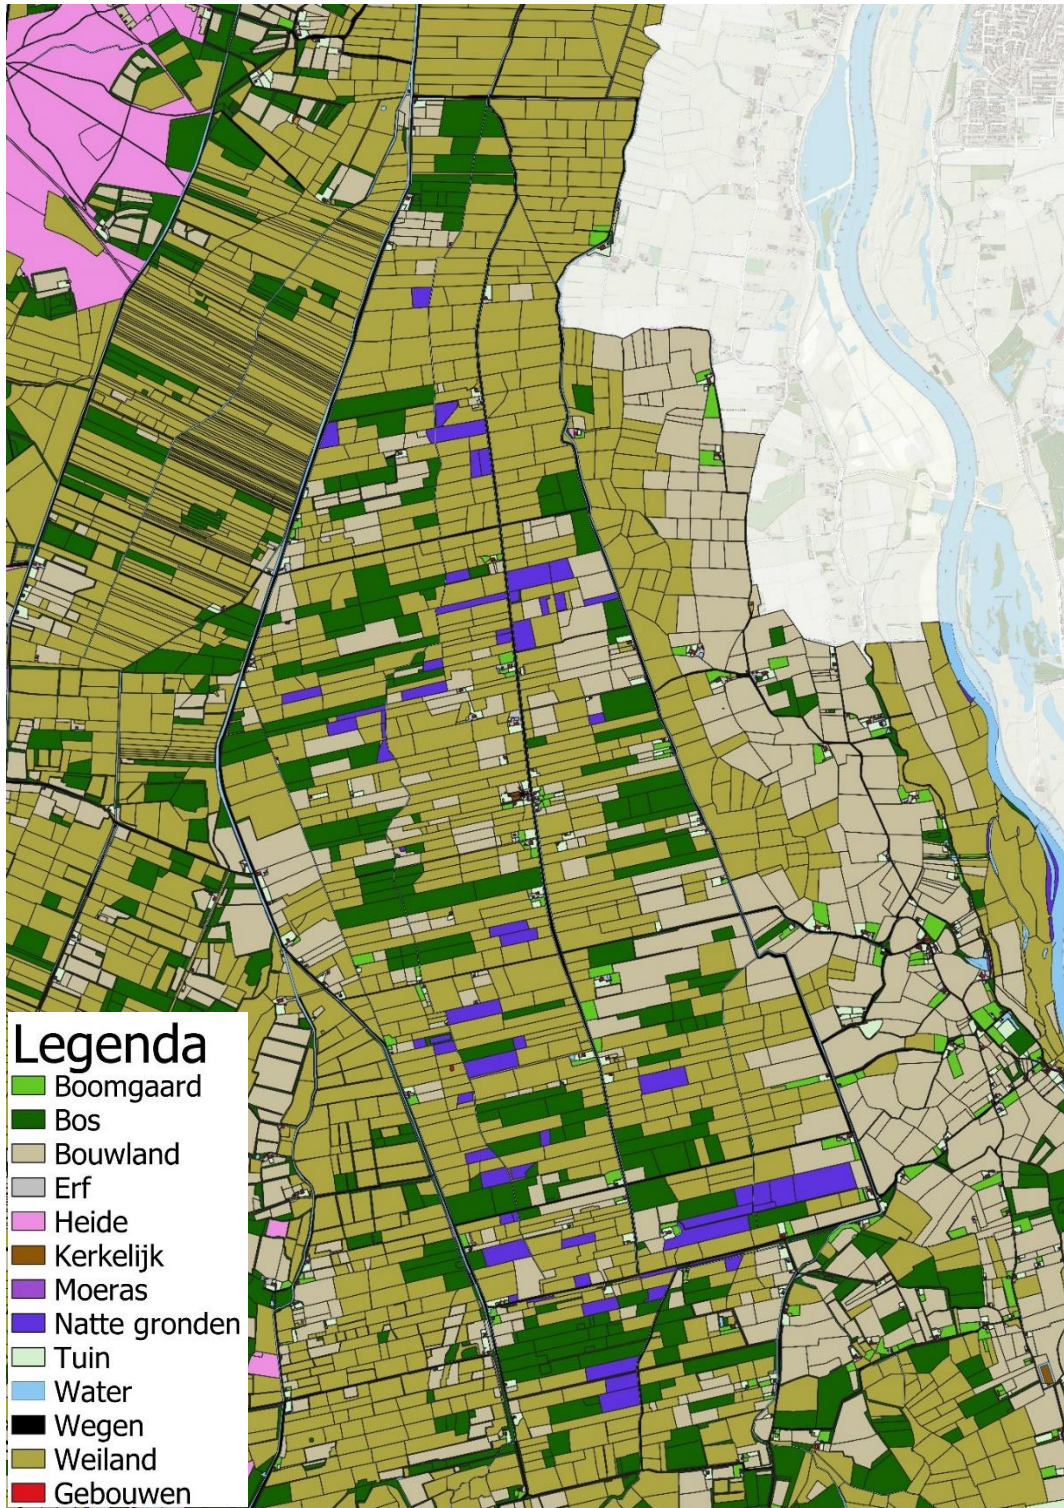 Legenda
Boomgaard
Bos
Bouwland
Erf
Heide
Kerkelijk
Moeras
Natte gronden
Tuin
Water
Wegen
Weiland
Gebouwen